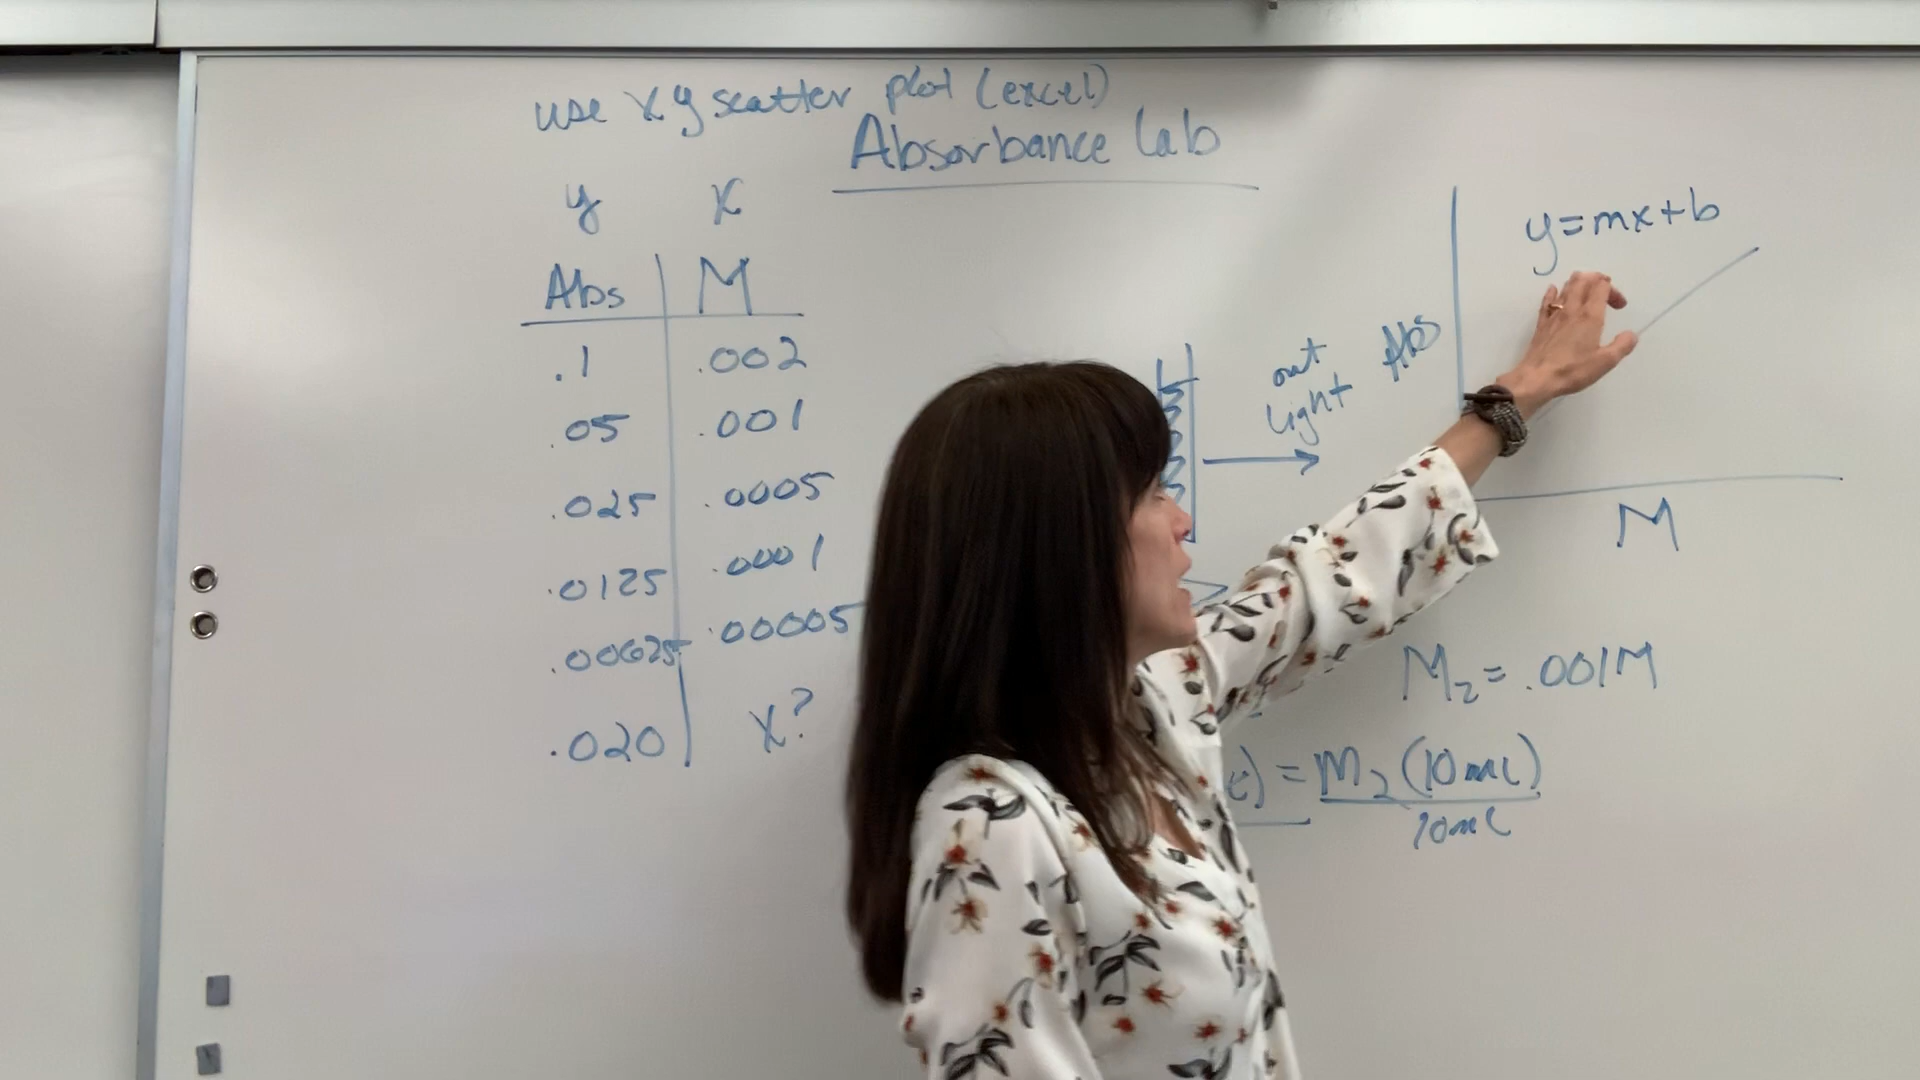 use xy scatter plot (excel)
Absorbance Lab
y x
Abs M
.1 .002
.05 .001
.025 .0005
.0125 .0001
.00625 .00005
.020 x?
out
light
Abs
y=mx+b
M
M₂=.001M
) = M₂(10mL)
10mL